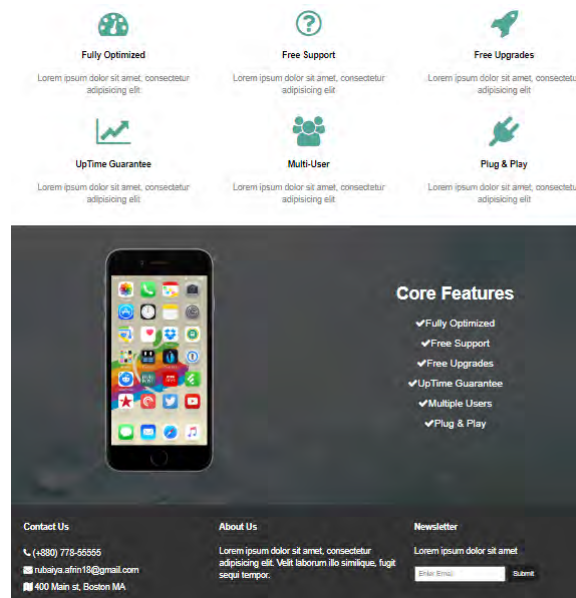 Fully Optimized
Free Support
Free Upgrades
Lorem ipsum dolor sit amet, consectetur
adipisicing elit
Lorem ipsum dolor sit amet, consectetur
adipisicing elit
Lorem ipsum dolor sit amet, consectetur
adipisicing elit
UpTime Guarantee
Multi-User
Plug & Play
Lorem ipsum dolor sit amet, consectetur
adipisicing elit
Lorem ipsum dolor sit amet, consectetur
adipisicing elit
Lorem ipsum dolor sit amet, consectetur
adipisicing elit
Core Features
Fully Optimized
Free Support
Free Upgrades
UpTime Guarantee
Multiple Users
Plug & Play
Contact Us
(+880) 778-55555
rubaiya.afrin18@gmail.com
400 Main st, Boston MA
About Us
Lorem ipsum dolor sit amet, consectetur
adipisicing elit. Velit laborum illo similique, fugit
sequi tempor.
Newsletter
Lorem ipsum dolor sit amet
Enter Email
Submit